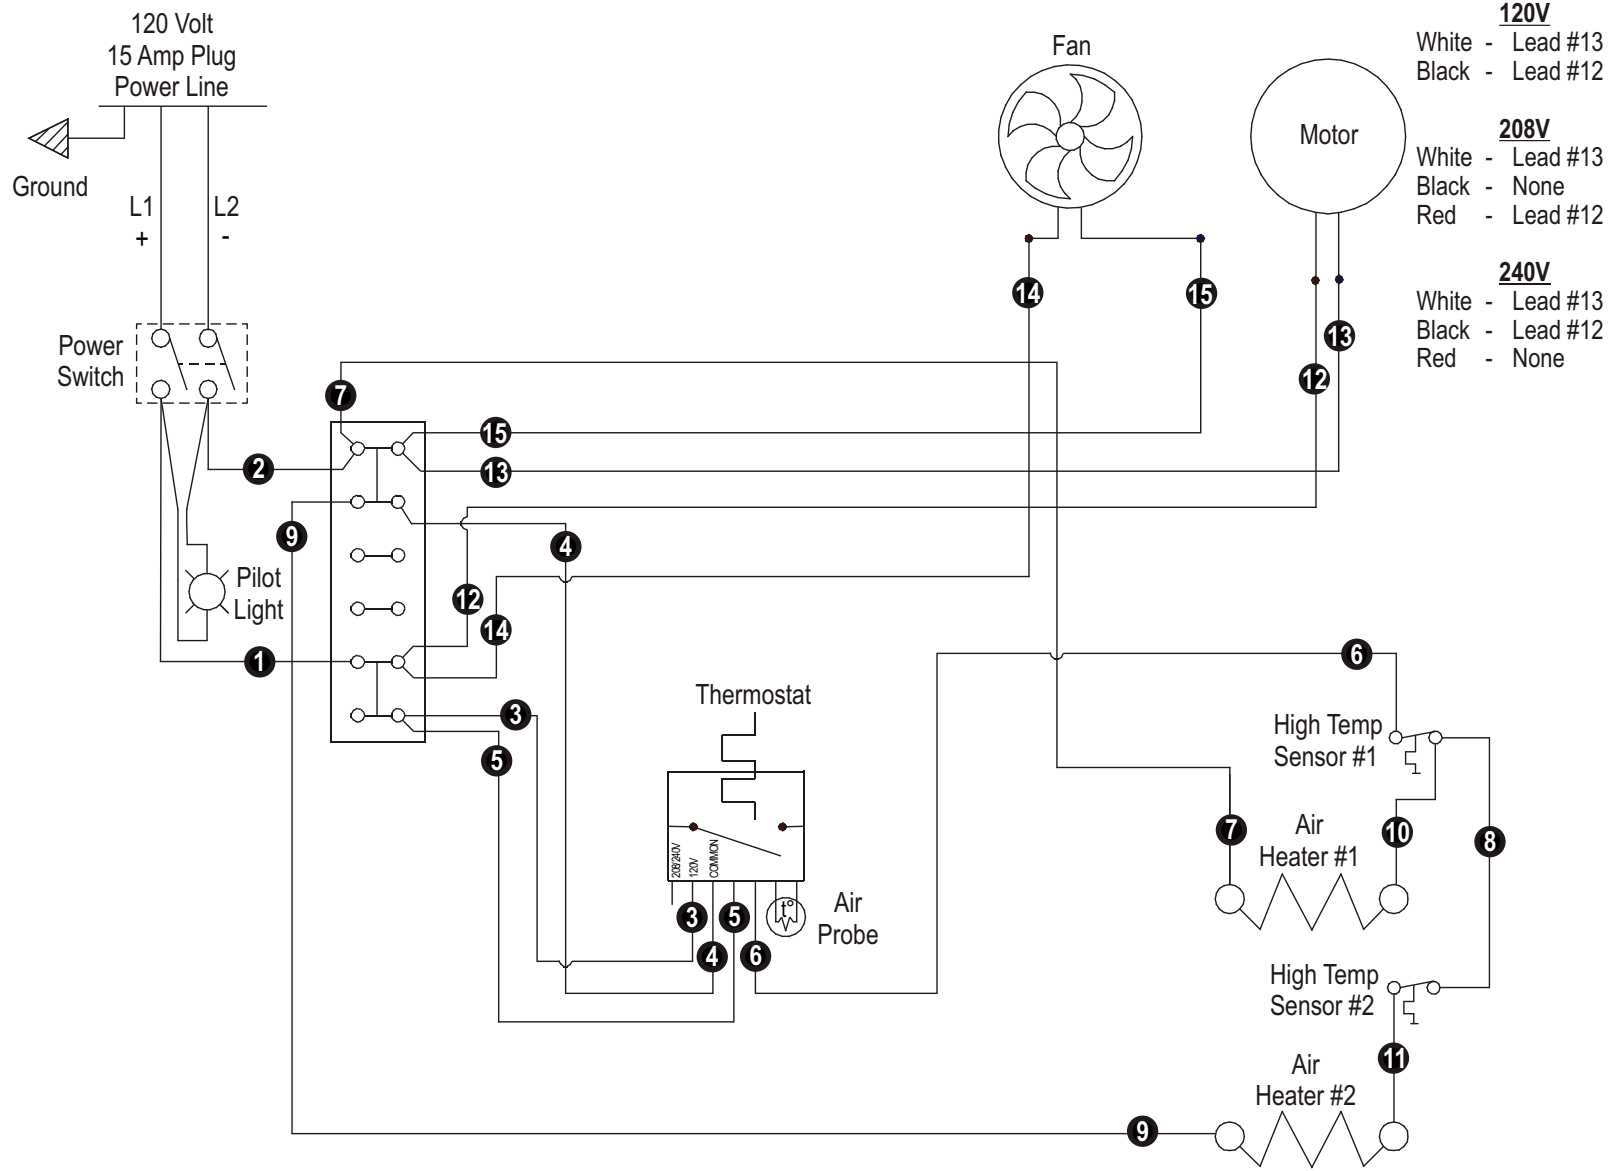 120 Volt
15 Amp Plug
Power Line
Ground
L1
+
L2
-
Power
Switch
Pilot
Light
Fan
Motor
120V
White - Lead #13
Black - Lead #12
208V
White - Lead #13
Black - None
Red - Lead #12
240V
White - Lead #13
Black - Lead #12
Red - None
14
15
13
12
7
15
2
13
9
4
12
14
1
3
5
6
Thermostat
208/240V
120V
COMMON
3
5
4
6
t°
Air
Probe
High Temp
Sensor #1
7
Air
Heater #1
10
8
High Temp
Sensor #2
11
Air
Heater #2
9